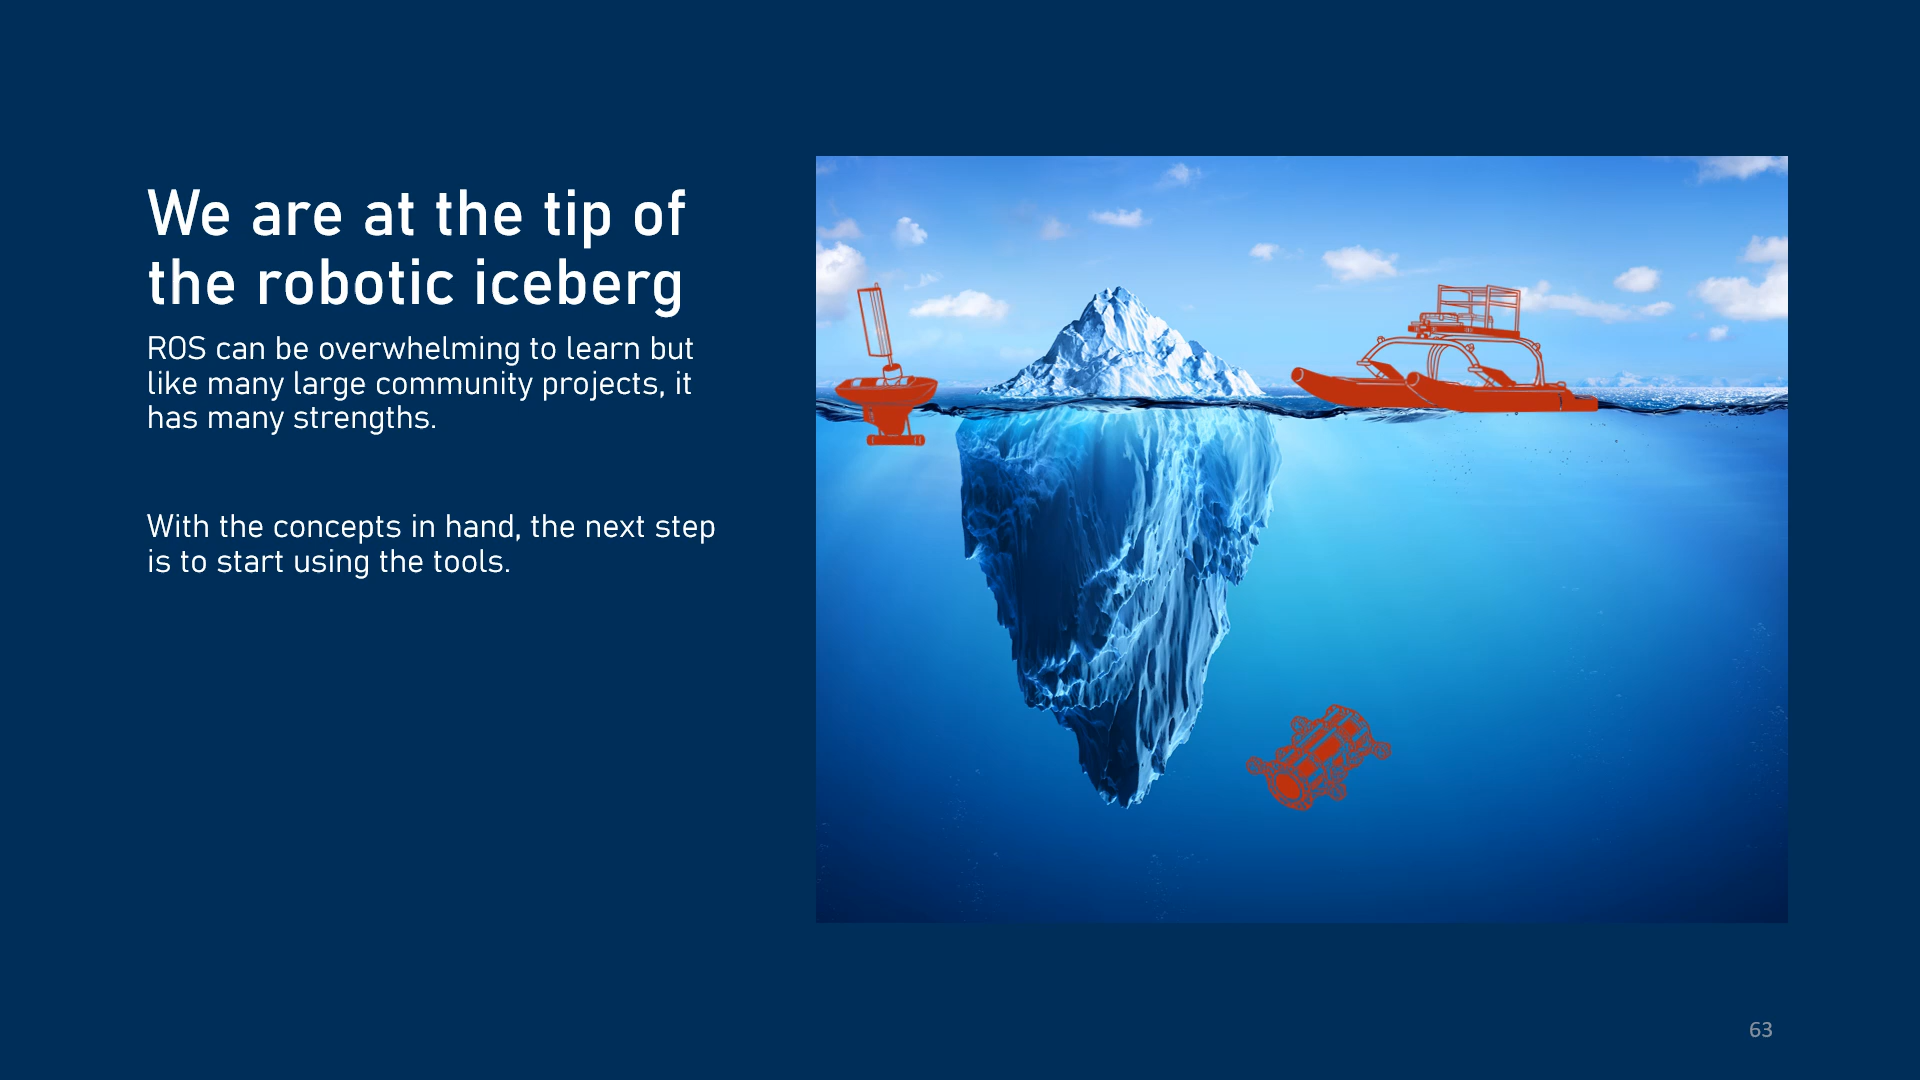 We are at the tip of
the robotic iceberg
ROS can be overwhelming to learn but
like many large community projects, it
has many strengths.
With the concepts in hand, the next step
is to start using the tools.
63